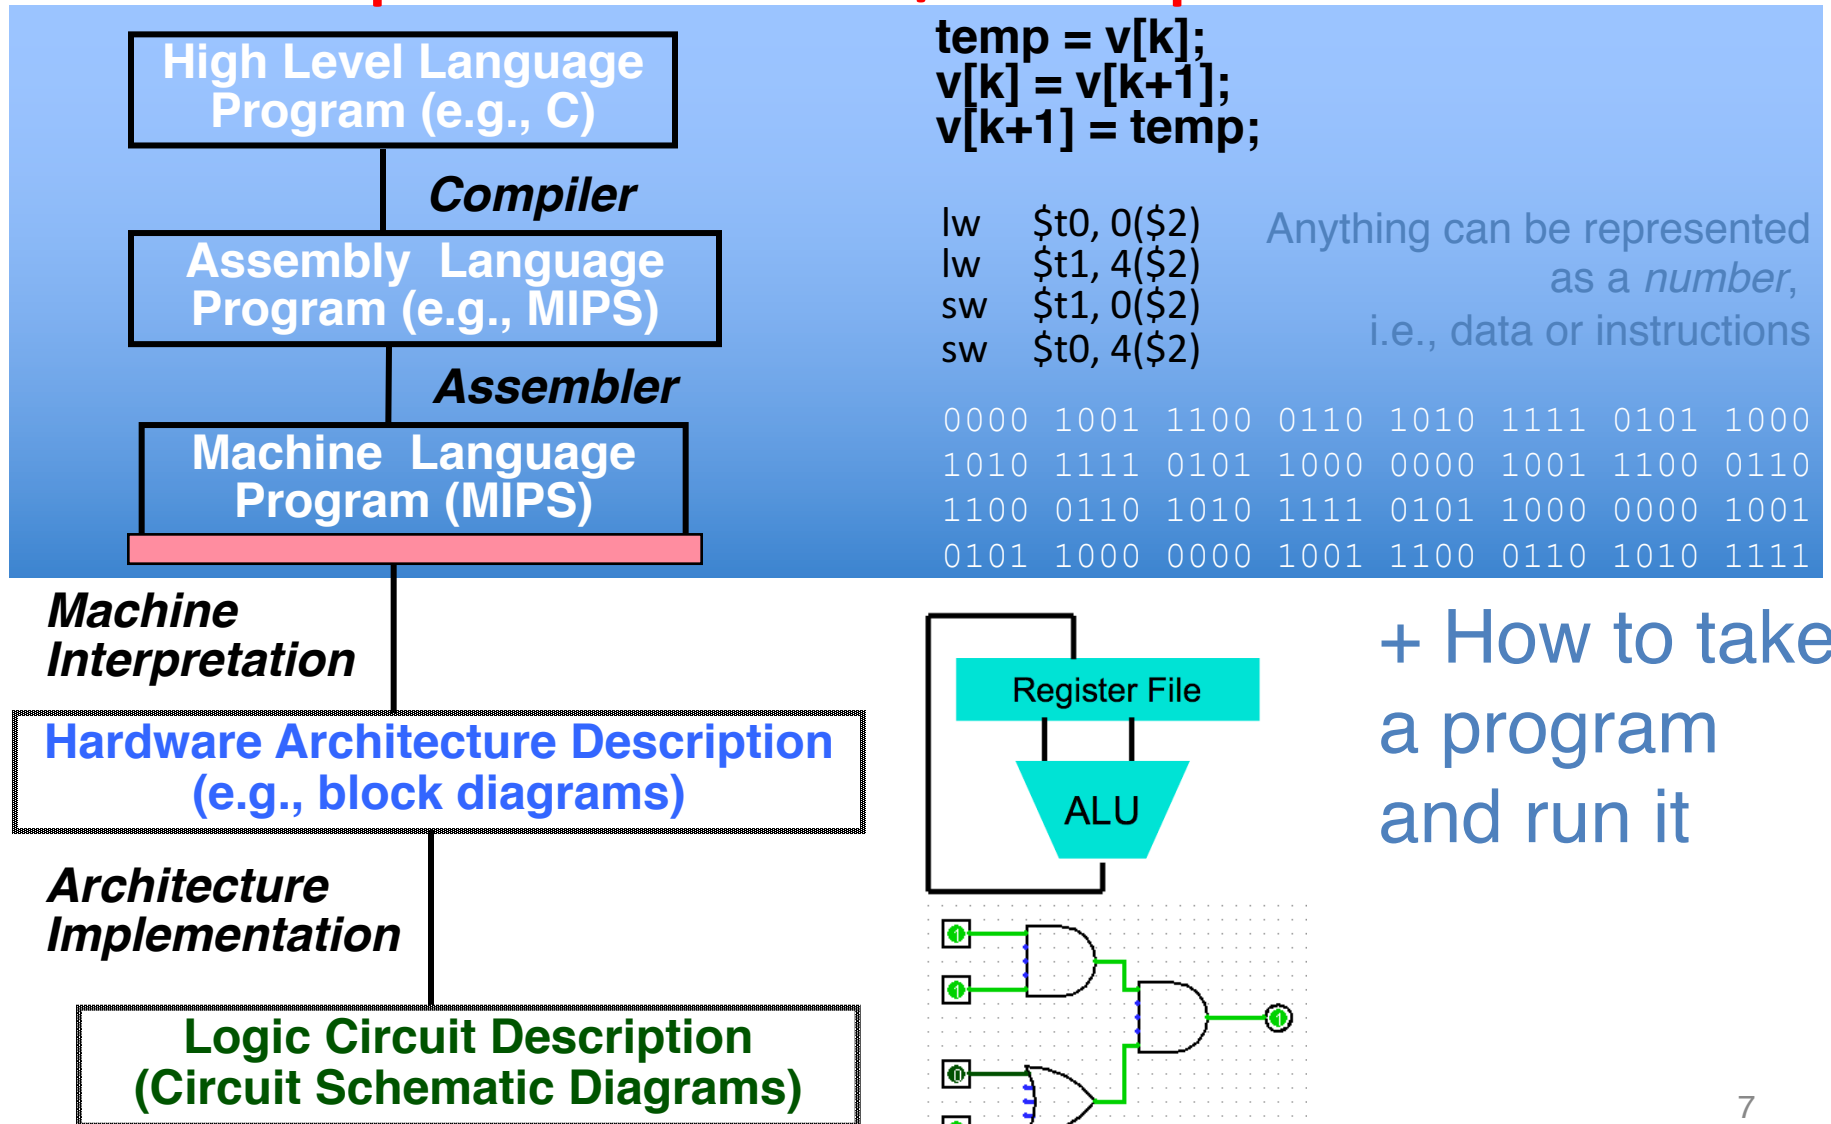 High Level Language
Program (e.g., C)
temp = v[k];
v[k] = v[k+1];
v[k+1] = temp;
Compiler
Assembly Language
Program (e.g., MIPS)
lw $t0, 0($2)
lw $t1, 4($2)
sw $t1, 0($2)
sw $t0, 4($2)
Anything can be represented
as a number,
i.e., data or instructions
Assembler
Machine Language
Program (MIPS)
0000 1001 1100 0110 1010 1111 0101 1000
1010 1111 0101 1000 0000 1001 1100 0110
1100 0110 1010 1111 0101 1000 0000 1001
0101 1000 0000 1001 1100 0110 1010 1111
Machine
Interpretation
+ How to take
a program
and run it
Register File
ALU
Hardware Architecture Description
(e.g., block diagrams)
Architecture
Implementation
1
1
1
0
Logic Circuit Description
(Circuit Schematic Diagrams)
7